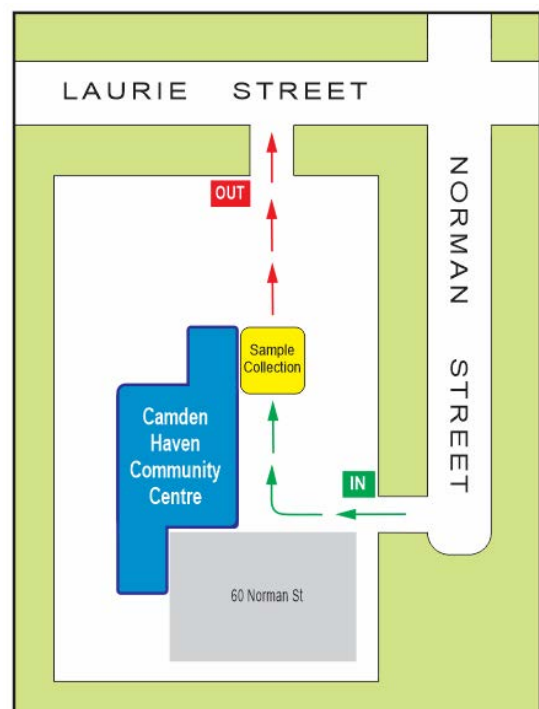 LAURIE STREET
OUT
NORMAN STREET
Sample
Collection
Camden
Haven
Community
Centre
IN
60 Norman St